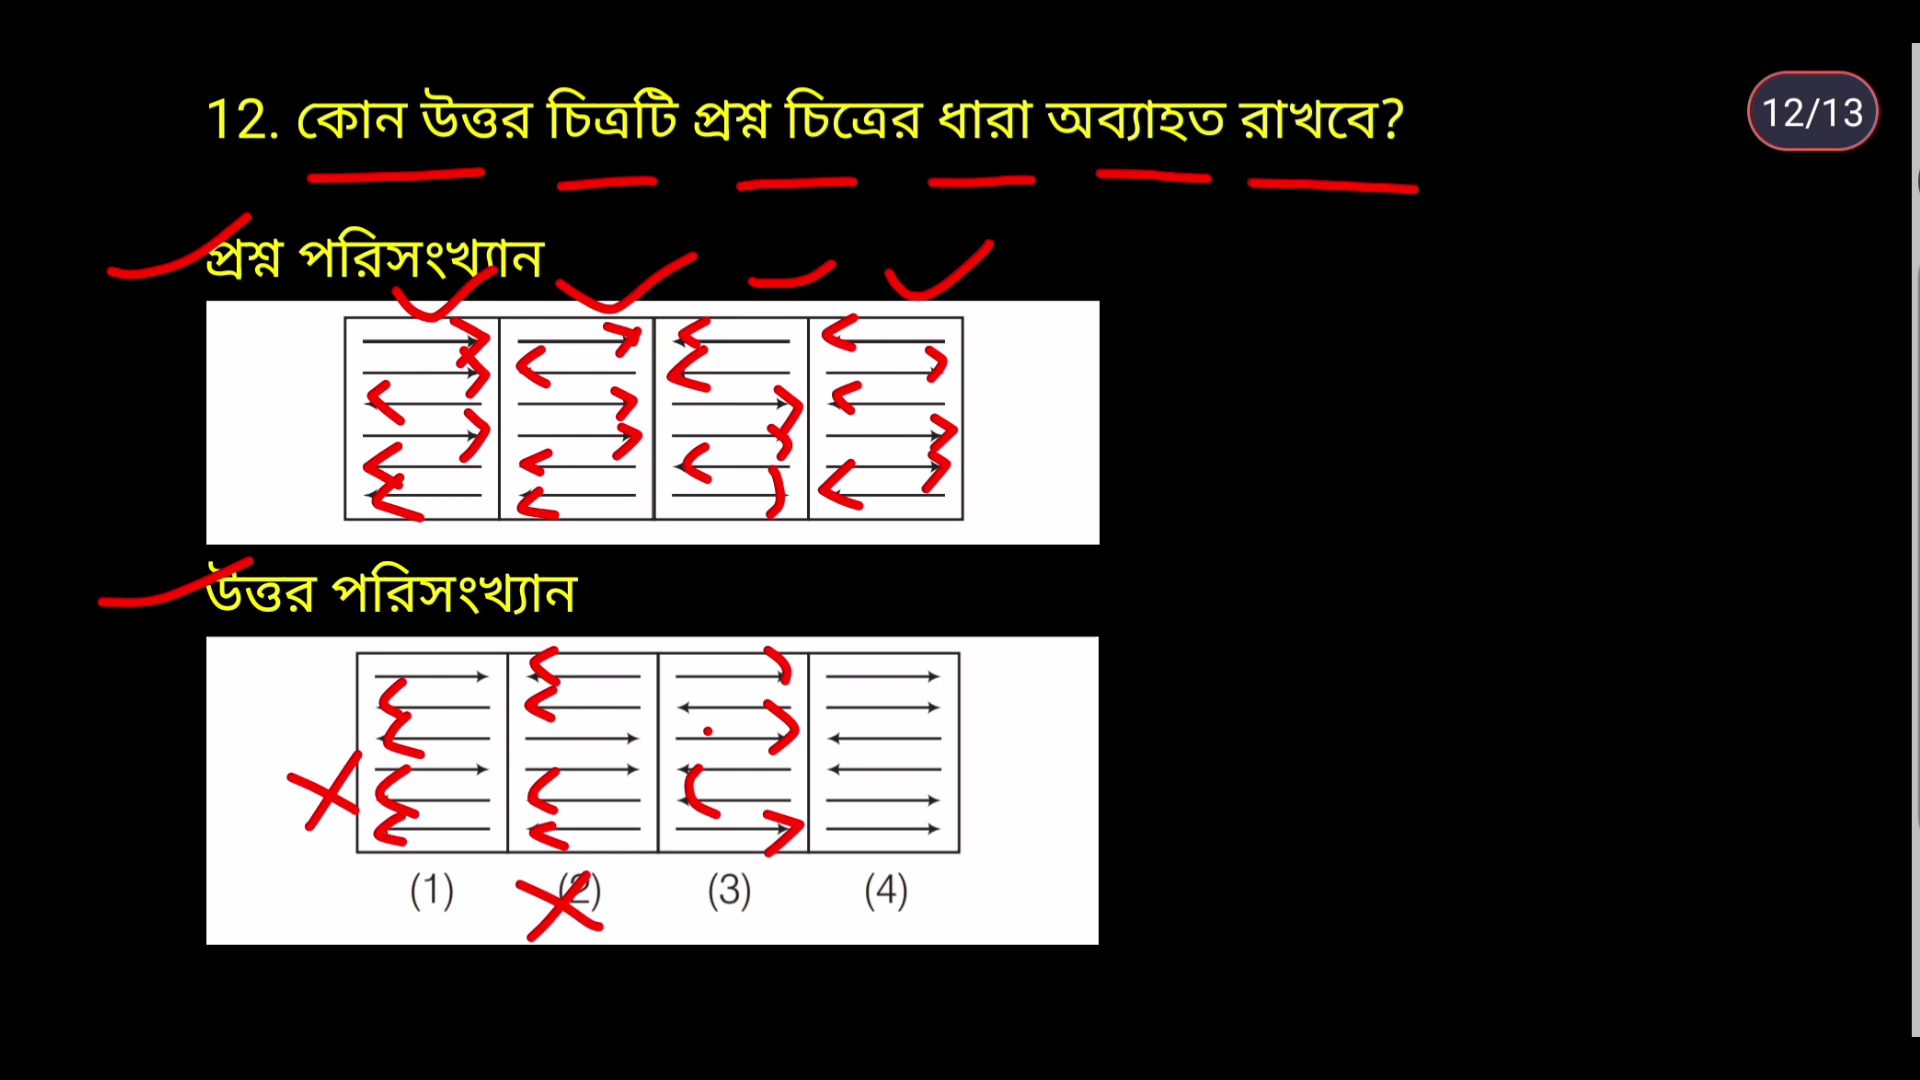 12. কোন উত্তর চিত্রটি প্রশ্ন চিত্রের ধারা অব্যাহত রাখবে?
12/13
প্রশ্ন পরিসংখ্যান
উত্তর পরিসংখ্যান
(1) (2) (3) (4)